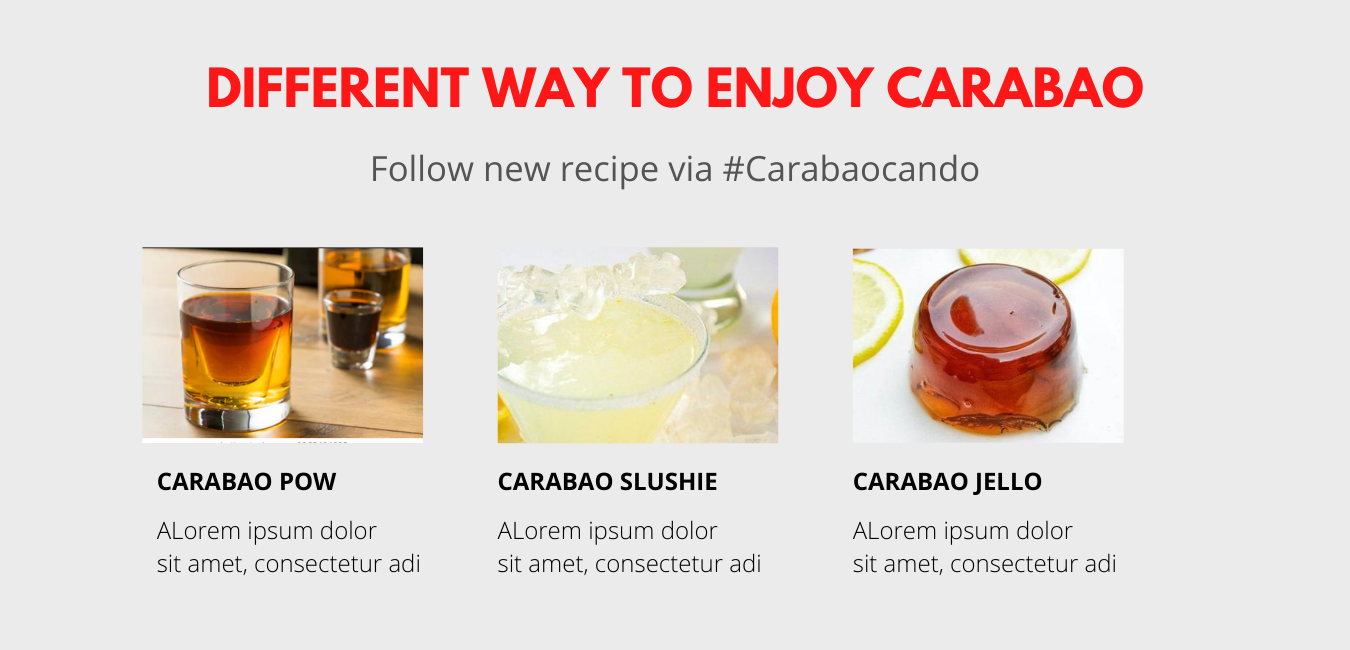 DIFFERENT WAY TO ENJOY CARABAO
Follow new recipe via #Carabaocando
CARABAO POW
ALorem ipsum dolor
sit amet, consectetur adi
CARABAO SLUSHIE
ALorem ipsum dolor
sit amet, consectetur adi
CARABAO JELLO
ALorem ipsum dolor
sit amet, consectetur adi